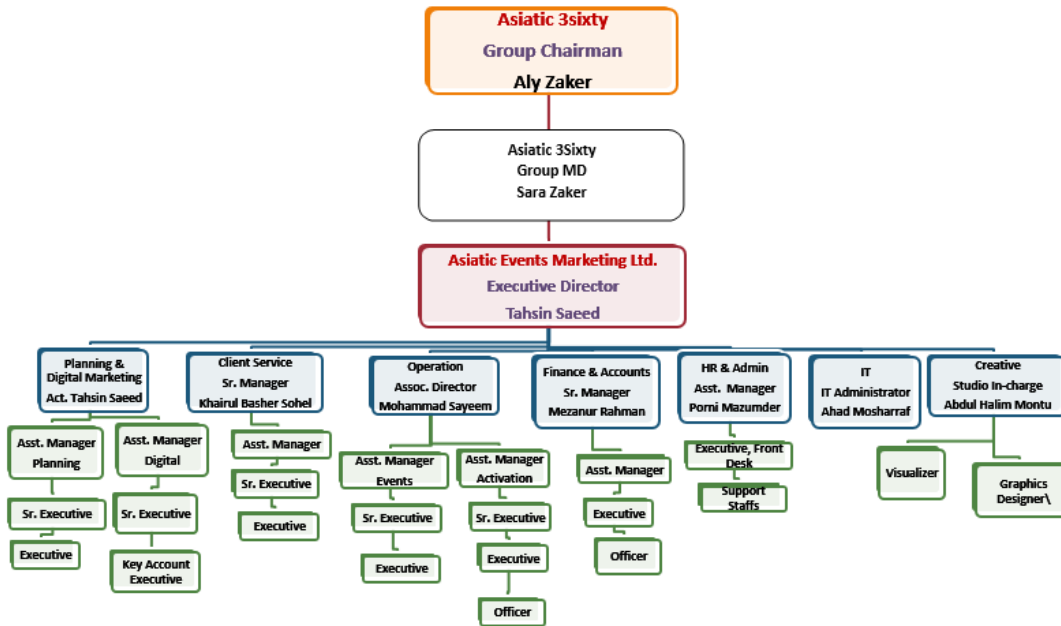 Asiatic 3sixty
Group Chairman
Aly Zaker
Asiatic 3Sixty
Group MD
Sara Zaker
Asiatic Events Marketing Ltd.
Executive Director
Tahsin Saeed
Planning &
Digital Marketing
Act. Tahsin Saeed
Client Service
Sr. Manager
Khairul Basher Sohel
Operation
Assoc. Director
Mohammad Sayeem
Finance & Accounts
Sr. Manager
Mezanur Rahman
HR & Admin
Asst. Manager
Porni Mazumder
IT
IT Administrator
Ahad Mosharraf
Creative
Studio In-charge
Abdul Halim Montu
Asst. Manager
Planning
Sr. Executive
Executive
Asst. Manager
Digital
Sr. Executive
Key Account
Executive
Asst. Manager
Sr. Executive
Executive
Asst. Manager
Events
Sr. Executive
Executive
Asst. Manager
Activation
Sr. Executive
Executive
Officer
Asst. Manager
Executive
Officer
Executive, Front
Desk
Support
Staffs
Visualizer
Graphics
Designer\